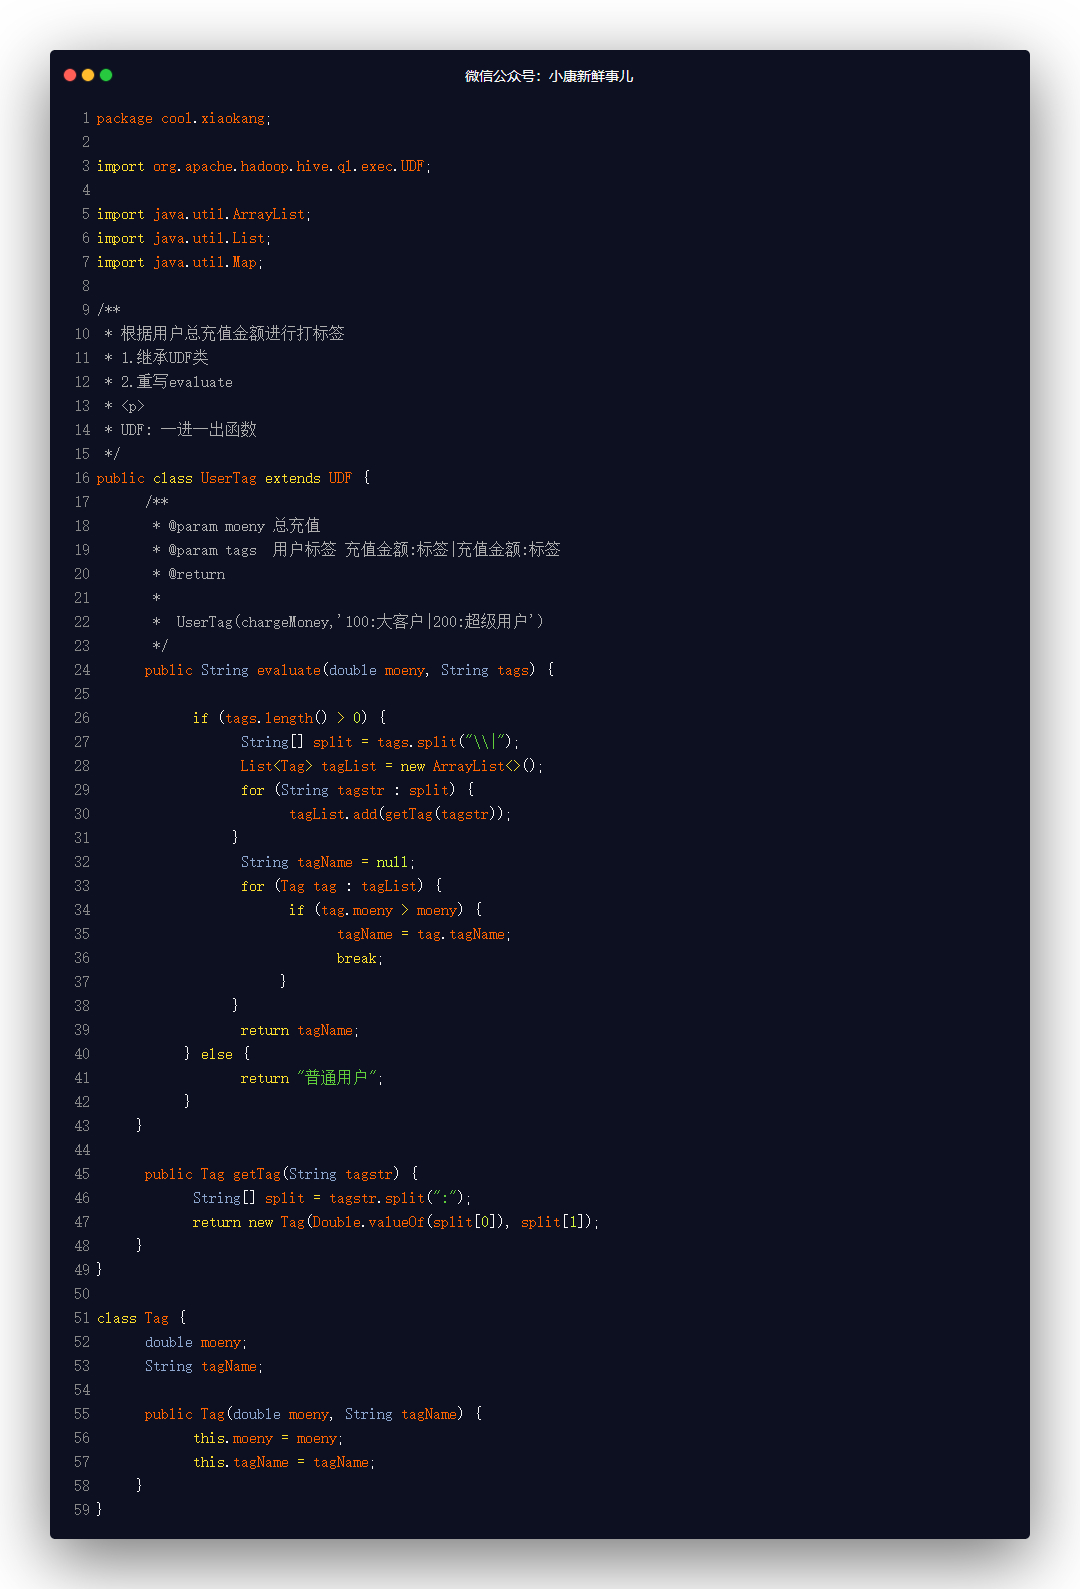 微信公众号：小康新鲜事儿
1 package cool.xiaokang;
2
3 import org.apache.hadoop.hive.ql.exec.UDF;
4
5 import java.util.ArrayList;
6 import java.util.List;
7 import java.util.Map;
8
9 /**
10  * 根据用户总充值金额进行打标签
11  * 1.继承UDF类
12  * 2.重写evaluate
13  * <p>
14  * UDF: 一进一出函数
15  */
16 public class UserTag extends UDF {
17       /**
18        * @param moeny 总充值
19        * @param tags  用户标签 充值金额:标签|充值金额:标签
20        * @return
21        *
22        *  UserTag(chargeMoney,'100:大客户|200:超级用户')
23        */
24       public String evaluate(double moeny, String tags) {
25
26             if (tags.length() > 0) {
27                   String[] split = tags.split("\\|");
28                   List<Tag> tagList = new ArrayList<>();
29                   for (String tagstr : split) {
30                         tagList.add(getTag(tagstr));
31                  }
32                   String tagName = null;
33                   for (Tag tag : tagList) {
34                         if (tag.moeny > moeny) {
35                               tagName = tag.tagName;
36                               break;
37                        }
38                  }
39                   return tagName;
40            } else {
41                   return "普通用户";
42            }
43      }
44
45       public Tag getTag(String tagstr) {
46             String[] split = tagstr.split(":");
47             return new Tag(Double.valueOf(split[0]), split[1]);
48      }
49 }
50
51 class Tag {
52       double moeny;
53       String tagName;
54
55       public Tag(double moeny, String tagName) {
56             this.moeny = moeny;
57             this.tagName = tagName;
58      }
59 }